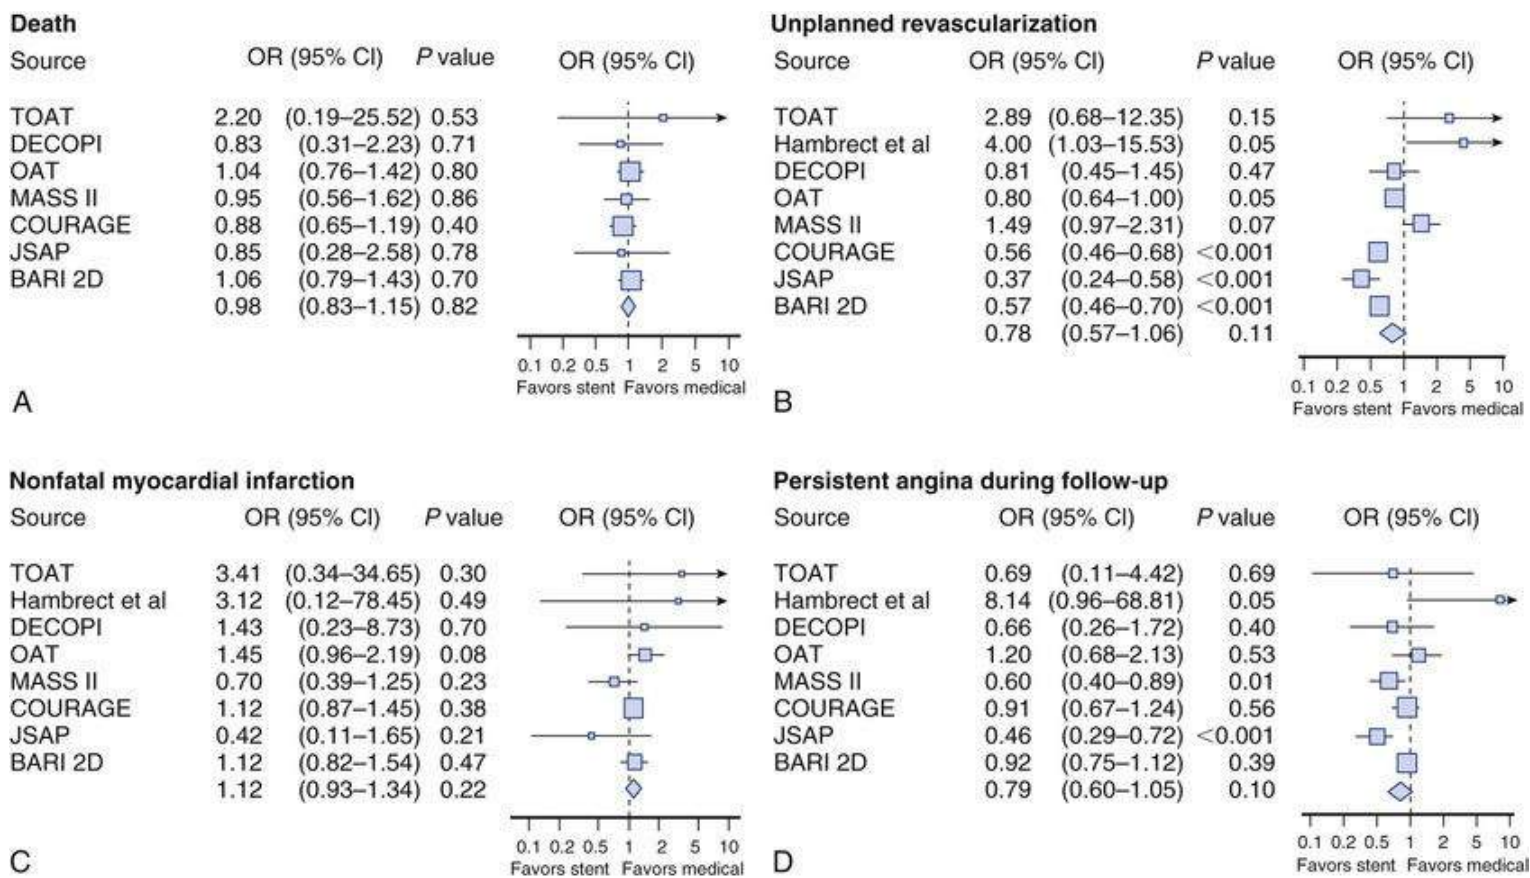 Death
Source OR (95% CI) P value OR (95% CI)
TOAT 2.20 (0.19–25.52) 0.53
DECOPI 0.83 (0.31–2.23) 0.71
OAT 1.04 (0.76–1.42) 0.80
MASS II 0.95 (0.56–1.62) 0.86
COURAGE 0.88 (0.65–1.19) 0.40
JSAP 0.85 (0.28–2.58) 0.78
BARI 2D 1.06 (0.79–1.43) 0.70
0.98 (0.83–1.15) 0.82
0.1 0.2 0.5 1 2 5 10
Favors stent Favors medical
A
Unplanned revascularization
Source OR (95% CI) P value OR (95% CI)
TOAT 2.89 (0.68–12.35) 0.15
Hambrect et al 4.00 (1.03–15.53) 0.05
DECOPI 0.81 (0.45–1.45) 0.47
OAT 0.80 (0.64–1.00) 0.05
MASS II 1.49 (0.97–2.31) 0.07
COURAGE 0.56 (0.46–0.68) <0.001
JSAP 0.37 (0.24–0.58) <0.001
BARI 2D 0.57 (0.46–0.70) <0.001
0.78 (0.57–1.06) 0.11
0.1 0.2 0.5 1 2 5 10
Favors stent Favors medical
B
Nonfatal myocardial infarction
Source OR (95% CI) P value OR (95% CI)
TOAT 3.41 (0.34–34.65) 0.30
Hambrect et al 3.12 (0.12–78.45) 0.49
DECOPI 1.43 (0.23–8.73) 0.70
OAT 1.45 (0.96–2.19) 0.08
MASS II 0.70 (0.39–1.25) 0.23
COURAGE 1.12 (0.87–1.45) 0.38
JSAP 0.42 (0.11–1.65) 0.21
BARI 2D 1.12 (0.82–1.54) 0.47
1.12 (0.93–1.34) 0.22
0.1 0.2 0.5 1 2 5 10
Favors stent Favors medical
C
Persistent angina during follow-up
Source OR (95% CI) P value OR (95% CI)
TOAT 0.69 (0.11–4.42) 0.69
Hambrect et al 8.14 (0.96–68.81) 0.05
DECOPI 0.66 (0.26–1.72) 0.40
OAT 1.20 (0.68–2.13) 0.53
MASS II 0.60 (0.40–0.89) 0.01
COURAGE 0.91 (0.67–1.24) 0.56
JSAP 0.46 (0.29–0.72) <0.001
BARI 2D 0.92 (0.75–1.12) 0.39
0.79 (0.60–1.05) 0.10
0.1 0.2 0.5 1 2 5 10
Favors stent Favors medical
D